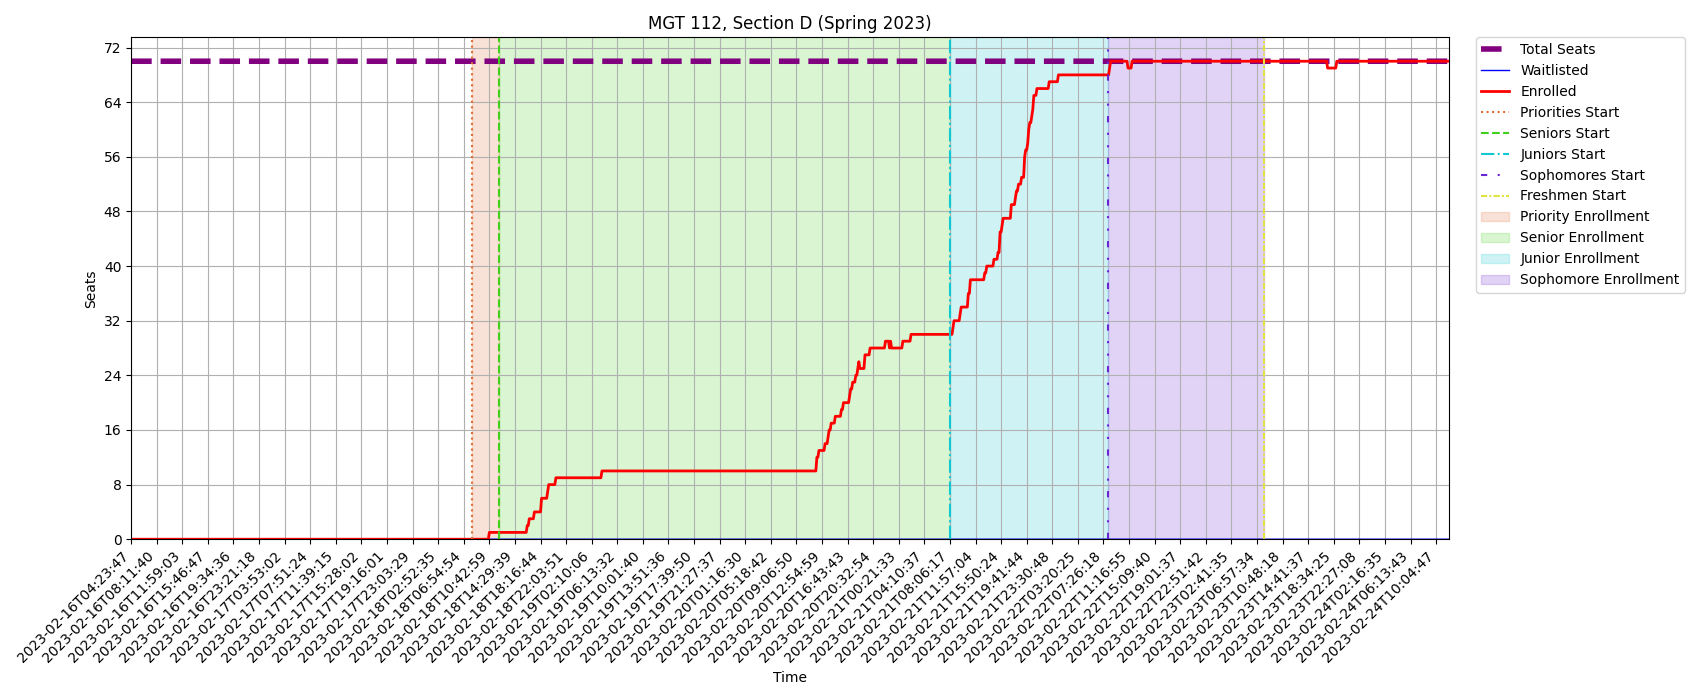 MGT 112, Section D (Spring 2023)
72
64
56
48
40
32
24
16
8
0
Seats
2023-02-16T04:23:47
2023-02-16T08:11:40
2023-02-16T11:59:03
2023-02-16T15:46:47
2023-02-16T19:34:36
2023-02-16T23:21:18
2023-02-17T03:53:02
2023-02-17T07:51:24
2023-02-17T11:39:15
2023-02-17T15:28:02
2023-02-17T19:16:01
2023-02-17T23:03:29
2023-02-18T02:52:35
2023-02-18T06:54:54
2023-02-18T10:42:59
2023-02-18T14:29:39
2023-02-18T18:16:44
2023-02-18T22:03:51
2023-02-19T02:10:06
2023-02-19T06:13:32
2023-02-19T10:01:40
2023-02-19T13:51:36
2023-02-19T17:39:50
2023-02-19T21:27:37
2023-02-20T01:16:30
2023-02-20T05:18:42
2023-02-20T09:06:50
2023-02-20T12:54:59
2023-02-20T16:43:43
2023-02-20T20:32:54
2023-02-21T00:21:33
2023-02-21T04:10:37
2023-02-21T08:06:17
2023-02-21T11:57:04
2023-02-21T15:50:24
2023-02-21T19:41:44
2023-02-21T23:30:48
2023-02-22T03:20:25
2023-02-22T07:26:18
2023-02-22T11:16:55
2023-02-22T15:09:40
2023-02-22T19:01:37
2023-02-22T22:51:42
2023-02-23T02:41:35
2023-02-23T06:57:34
2023-02-23T10:48:18
2023-02-23T14:41:37
2023-02-23T18:34:25
2023-02-23T22:27:08
2023-02-24T02:16:35
2023-02-24T06:13:43
2023-02-24T10:04:47
Time
Total Seats
Waitlisted
Enrolled
Priorities Start
Seniors Start
Juniors Start
Sophomores Start
Freshmen Start
Priority Enrollment
Senior Enrollment
Junior Enrollment
Sophomore Enrollment